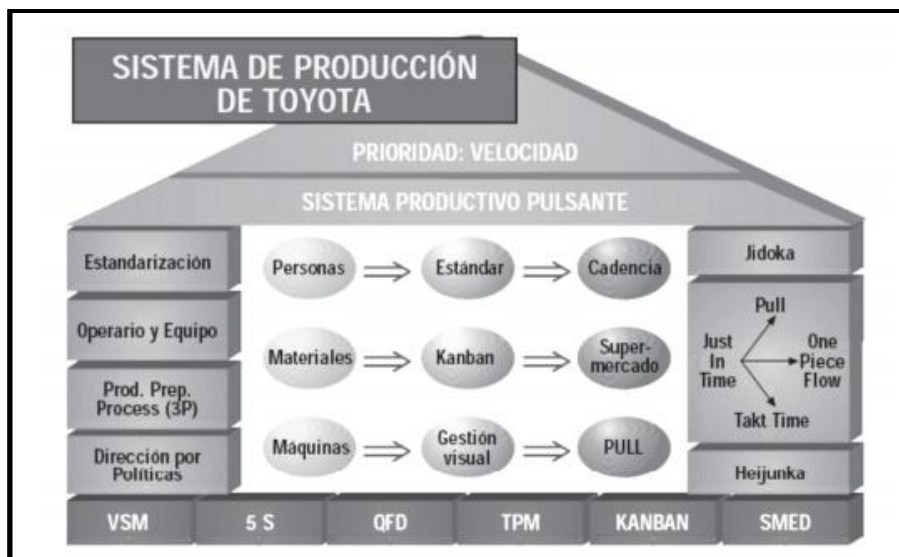 SISTEMA DE PRODUCCIÓN
DE TOYOTA
PRIORIDAD: VELOCIDAD
SISTEMA PRODUCTIVO PULSANTE
Estandarización
Operario y Equipo
Prod. Prep.
Process (3P)
Dirección por
Políticas
Personas
Estándar
Cadencia
Materiales
Kanban
Super-
mercado
Máquinas
Gestión
visual
PULL
Jidoka
Pull
Just
In
Time
One
Piece
Flow
Takt Time
Heijunka
VSM
5 S
QFD
TPM
KANBAN
SMED